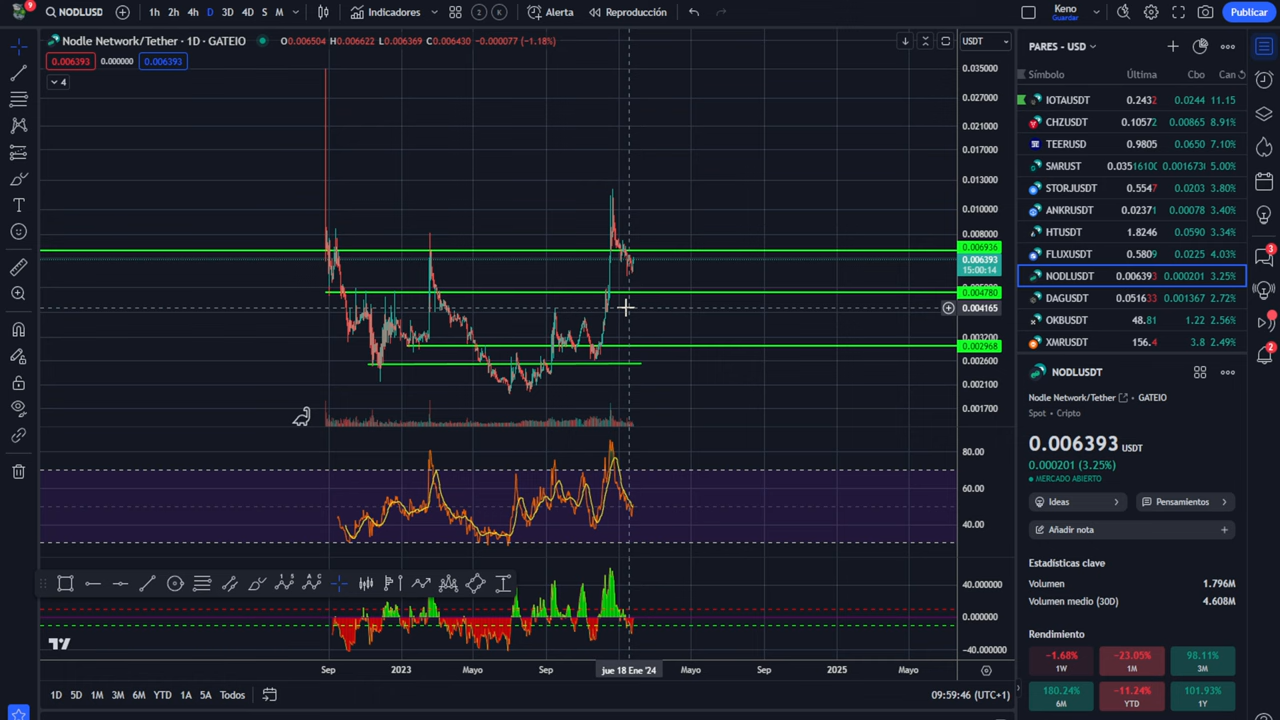 9
NODLUSD
1h 2h 4h D 3D 4D S M
Indicadores
2
K
Alerta
Reproducción
Keno
Guardar
Publicar
Nodle Network/Tether · 1D · GATEIO
O0.006504 H0.006622 L0.006369 C0.006430 −0.000077 (−1.18%)
0.006393 0.000000 0.006393
4
USDT
0.035000
0.027000
0.021000
0.017000
0.013000
0.010000
0.008000
0.006936
0.006393
15:00:14
0.004780
0.004165
0.002968
0.002600
0.002100
0.001700
80.00
60.00
40.00
40.000000
0.000000
−40.000000
Sep 2023 Mayo Sep jue 18 Ene '24 Mayo Sep 2025 Mayo
1D 5D 1M 3M 6M YTD 1A 5A Todos
09:59:46 (UTC+1)
PARES - USD
Símbolo Última Cbo Can
IOTAUSDT 0.2432 0.0244 11.15
CHZUSDT 0.10572 0.00865 8.91%
TEERUSD 0.9805 0.0650 7.10%
SMRUST 0.03516100 0.001673 5.00%
STORJUSDT 0.5547 0.0203 3.80%
ANKRUSDT 0.02371 0.00078 3.40%
HTUSDT 1.8246 0.0590 3.34%
FLUXUSDT 0.5809 0.0225 4.03%
NODLUSDT 0.006393 0.000201 3.25%
DAGUSDT 0.051633 0.001367 2.72%
OKBUSDT 48.81 1.22 2.56%
XMRUSDT 156.4 3.8 2.49%
NODLUSDT
Nodle Network/Tether · GATEIO
Spot · Cripto
0.006393 USDT
0.000201 (3.25%)
MERCADO ABIERTO
Ideas
Pensamientos
Añadir nota
Estadísticas clave
Volumen 1.796M
Volumen medio (30D) 4.608M
Rendimiento
−1.68% −23.05% 98.11%
1W 1M 3M
180.24% −11.24% 101.93%
6M YTD 1Y
3
2